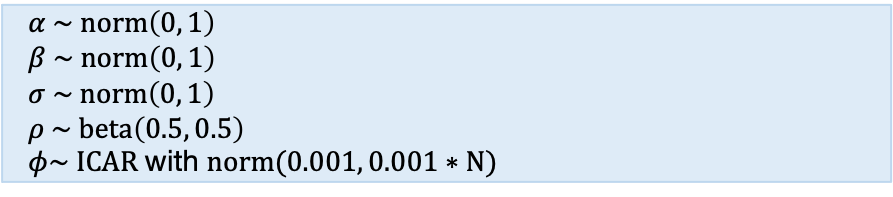 α ~ norm(0, 1)
β ~ norm(0, 1)
σ ~ norm(0, 1)
ρ ~ beta(0.5, 0.5)
ϕ~ ICAR with norm(0.001, 0.001 * N)